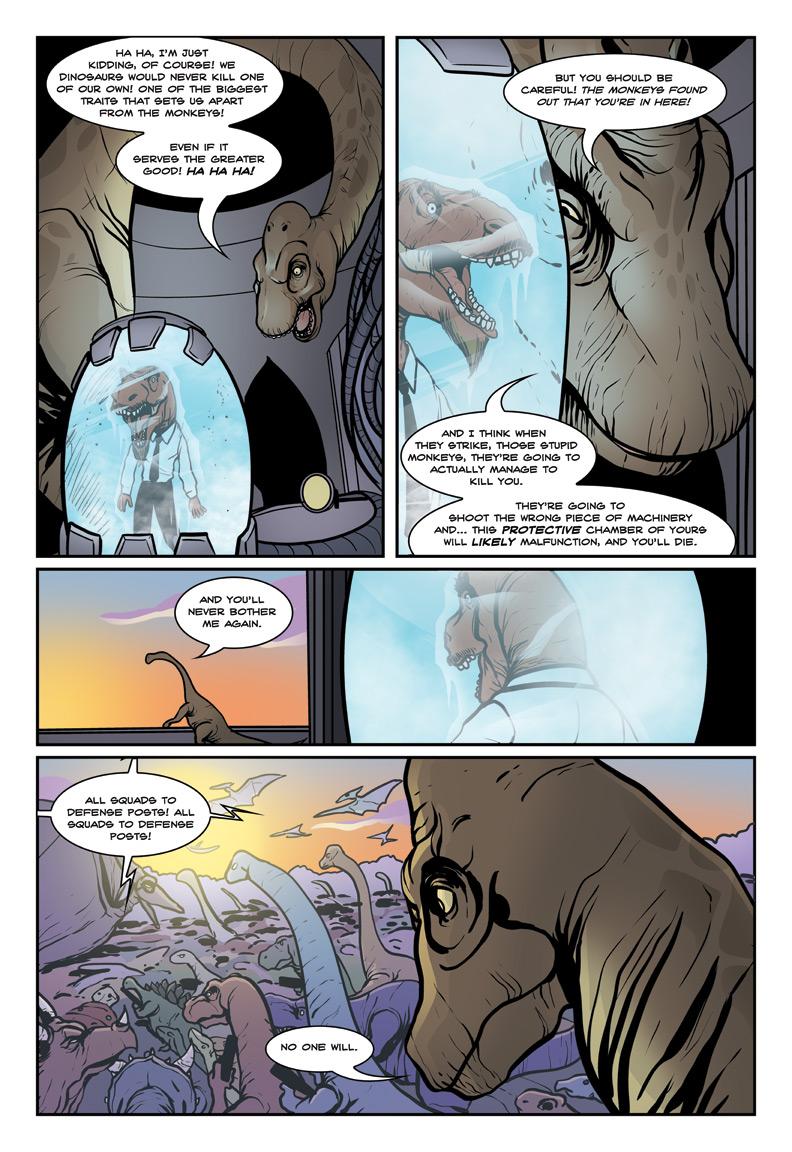 HA HA, I'M JUST
KIDDING, OF COURSE! WE
DINOSAURS WOULD NEVER KILL ONE
OF OUR OWN! ONE OF THE BIGGEST
TRAITS THAT SETS US APART
FROM THE MONKEYS!
EVEN IF IT
SERVES THE GREATER
GOOD! HA HA HA!
BUT YOU SHOULD BE
CAREFUL! THE MONKEYS FOUND
OUT THAT YOU'RE IN HERE!
AND I THINK WHEN
THEY STRIKE, THOSE STUPID
MONKEYS, THEY'RE GOING TO
ACTUALLY MANAGE TO
KILL YOU.
THEY'RE GOING TO
SHOOT THE WRONG PIECE OF MACHINERY
AND... THIS PROTECTIVE CHAMBER OF YOURS
WILL LIKELY MALFUNCTION, AND YOU'LL DIE.
AND YOU'LL
NEVER BOTHER
ME AGAIN.
ALL SQUADS TO
DEFENSE POSTS! ALL
SQUADS TO DEFENSE
POSTS!
NO ONE WILL.